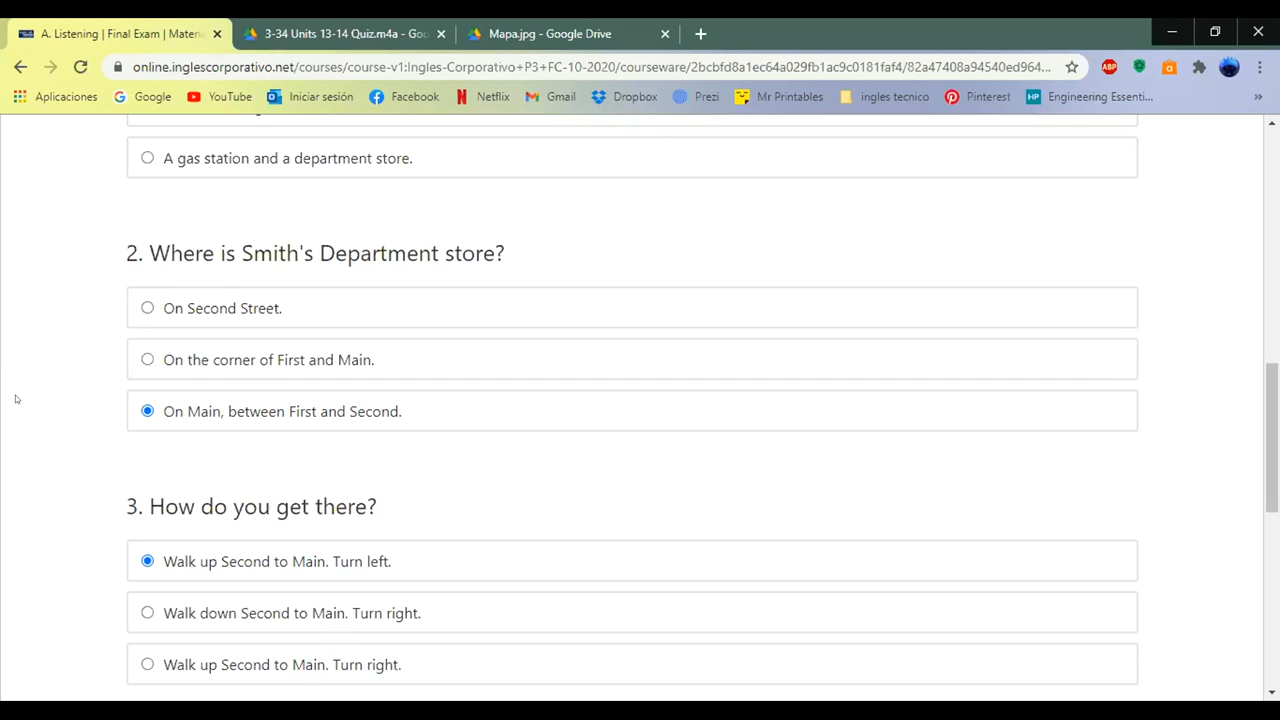 A. Listening | Final Exam | Materi
3-34 Units 13-14 Quiz.m4a - Goo
Mapa.jpg - Google Drive
online.inglescorporativo.net/courses/course-v1:Ingles-Corporativo+P3+FC-10-2020/courseware/2bcbfd8a1ec64a029fb1ac9c0181faf4/82a47408a94540ed964...
ABP
Aplicaciones Google YouTube Iniciar sesión Facebook Netflix Gmail Dropbox Prezi Mr Printables ingles tecnico Pinterest HP Engineering Essenti... »
A gas station and a department store.
2. Where is Smith's Department store?
On Second Street.
On the corner of First and Main.
On Main, between First and Second.
3. How do you get there?
Walk up Second to Main. Turn left.
Walk down Second to Main. Turn right.
Walk up Second to Main. Turn right.